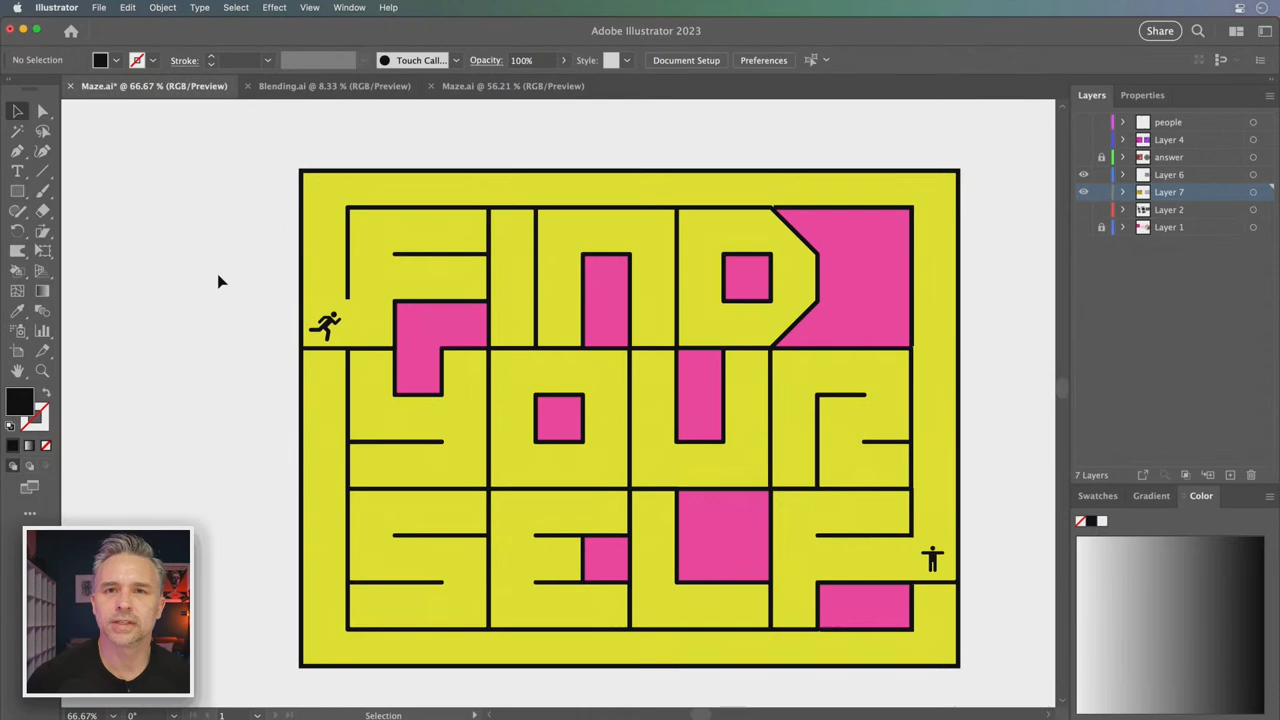 Illustrator File Edit Object Type Select Effect View Window Help
Adobe Illustrator 2023
Share
No Selection Stroke: Touch Call... Opacity: 100% Style: Document Setup Preferences
Maze.ai* @ 66.67 % (RGB/Preview) Blending.ai @ 8.33 % (RGB/Preview) Maze.ai @ 56.21 % (RGB/Preview)
Layers Properties
people
Layer 4
answer
Layer 6
Layer 7
Layer 2
Layer 1
7 Layers
Swatches Gradient Color
FIND
YOUR
SELF
66.67% 0° 1 Selection